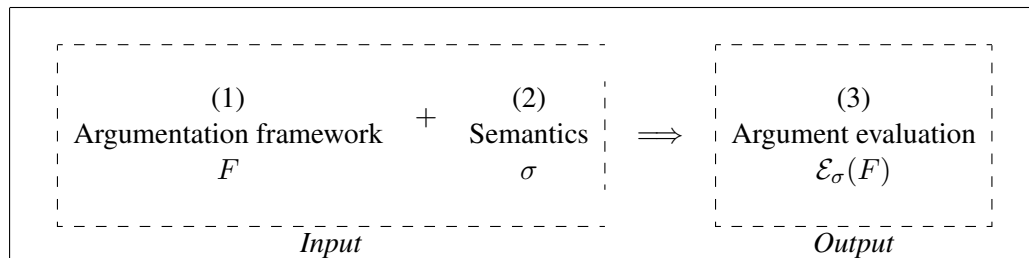 (1) + (2) ⟹ (3)
Argumentation framework Semantics Argument evaluation
F σ ℰσ(F)
Input Output